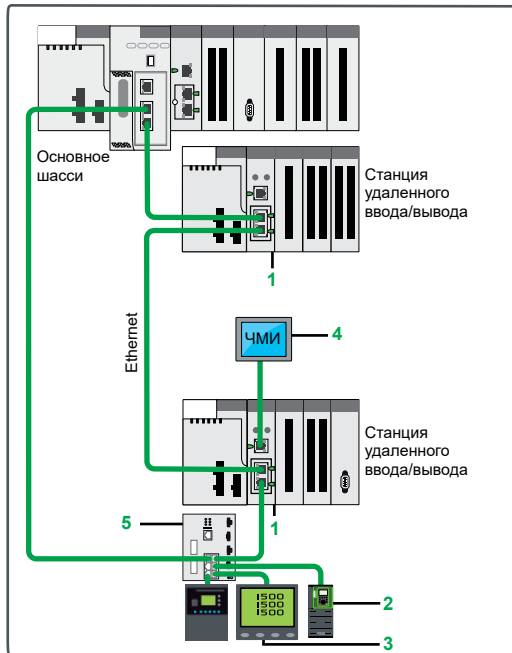 Основное
шасси
Станция
удаленного
ввода/вывода
1
Ethernet
ЧМИ
4
Станция
удаленного
ввода/вывода
1
5
1500
1500
1500
2
3